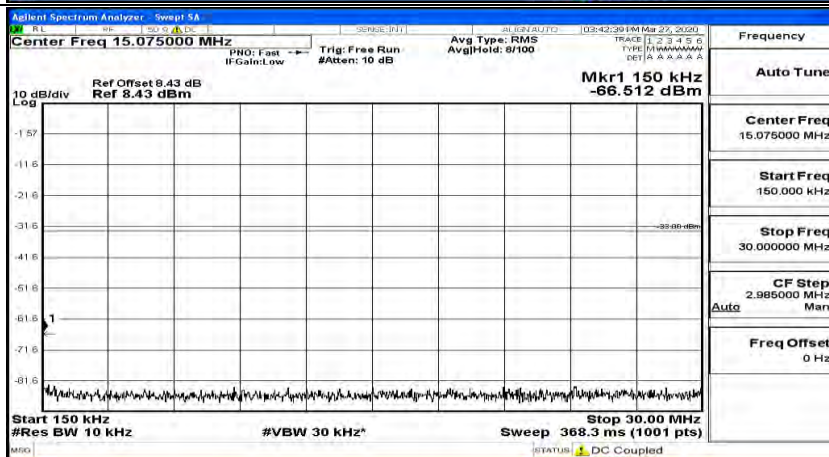 Agilent Spectrum Analyzer - Swept SA
RL RF 50 Ω DC SENSE:INT ALIGN AUTO 03:42:39 PM Mar 27, 2020
Center Freq 15.075000 MHz
PNO: Fast
IFGain:Low
Trig: Free Run
#Atten: 10 dB
Avg Type: RMS
Avg|Hold: 8/100
TRACE 1 2 3 4 5 6
TYPE MWWWWW
DET A A A A A A
Ref Offset 8.43 dB
10 dB/div Ref 8.43 dBm
Log
Mkr1 150 kHz
-66.512 dBm
-1.57
-11.6
-21.6
-31.6
-33.00 dBm
-41.6
-51.6
-61.6
1
-71.6
-81.6
Start 150 kHz
Stop 30.00 MHz
#Res BW 10 kHz
#VBW 30 kHz*
Sweep 368.3 ms (1001 pts)
MSG
STATUS
DC Coupled
Frequency
Auto Tune
Center Freq
15.075000 MHz
Start Freq
150.000 kHz
Stop Freq
30.000000 MHz
CF Step
2.985000 MHz
Auto Man
Freq Offset
0 Hz